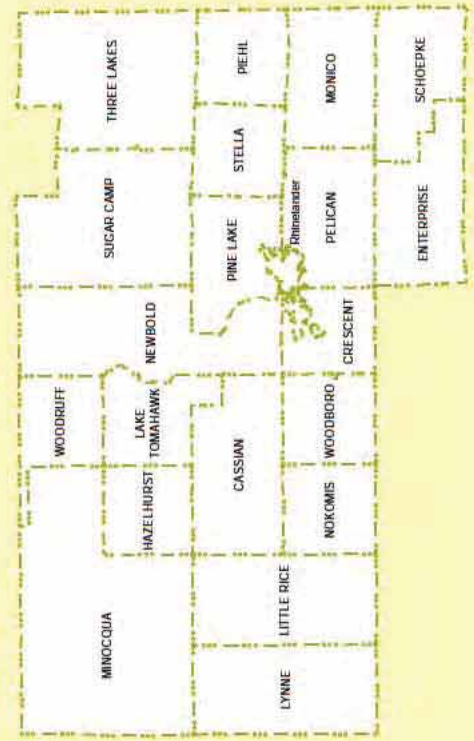 MINOCQUA
WOODRUFF
HAZELHURST
LAKE
TOMAHAWK
NEWBOLD
SUGAR CAMP
THREE LAKES
LYNNE
LITTLE RICE
CASSIAN
NOKOMIS
WOODBORO
CRESCENT
PINE LAKE
STELLA
PIEHL
Rhinelander
PELICAN
MONICO
ENTERPRISE
SCHOEPKE